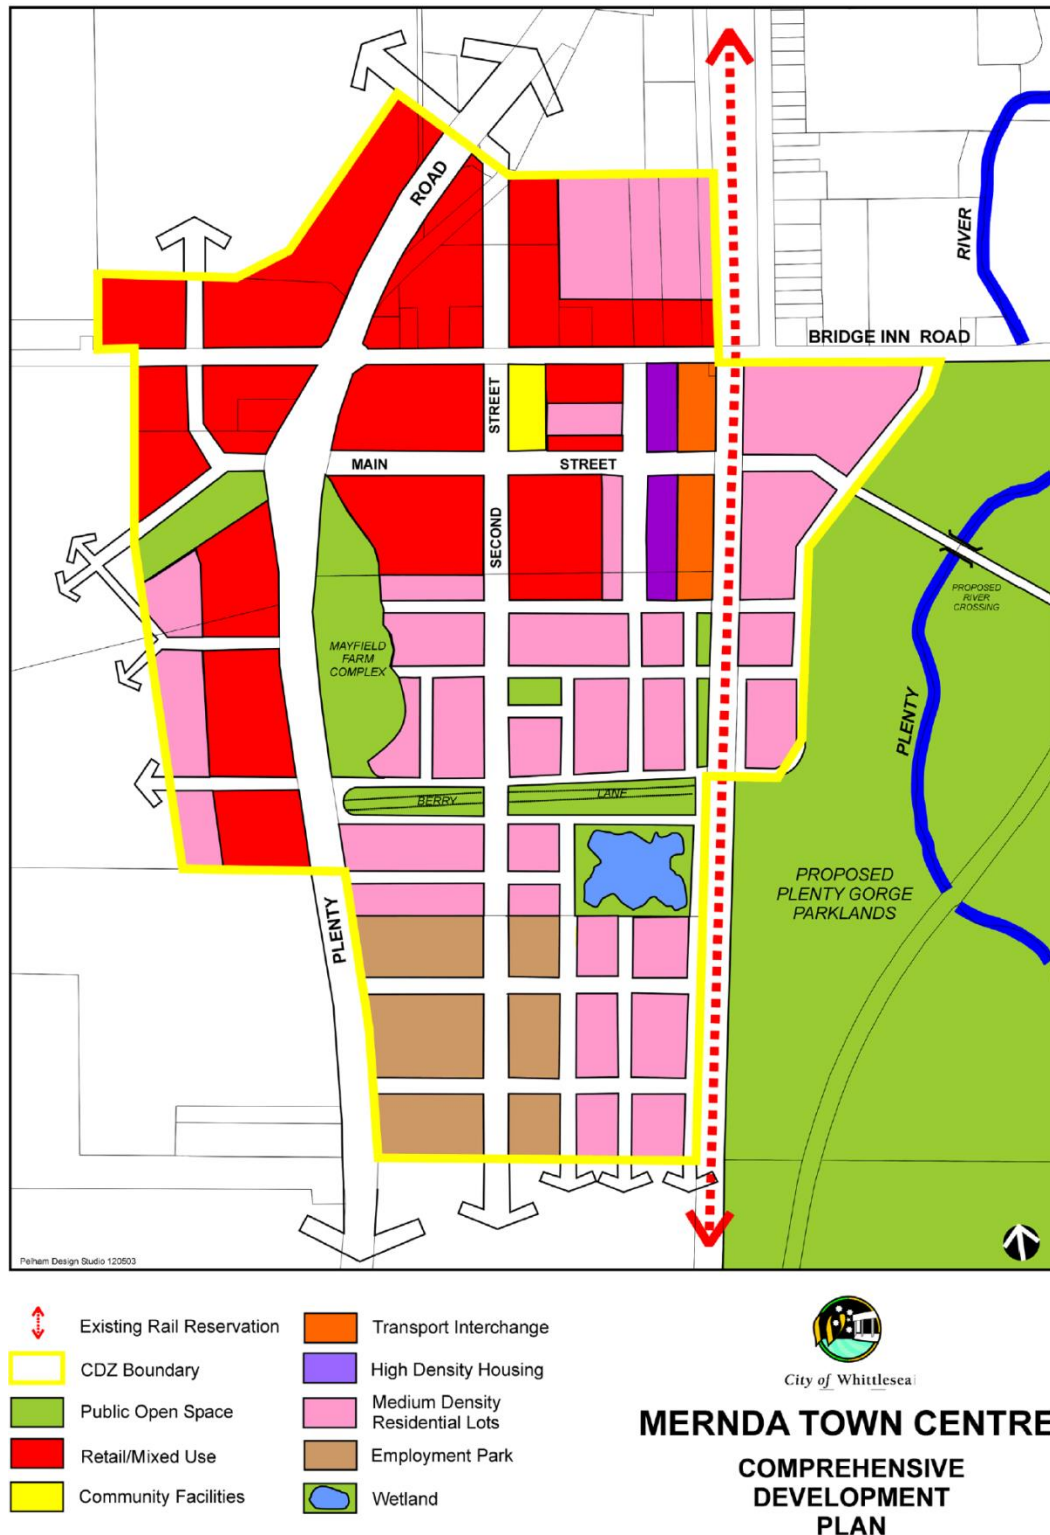 ROAD
RIVER
BRIDGE INN ROAD
STREET
MAIN
STREET
SECOND
PROPOSED
RIVER
CROSSING
MAYFIELD
FARM
COMPLEX
PLENTY
BERRY
LANE
PROPOSED
PLENTY GORGE
PARKLANDS
PLENTY
Pelham Design Studio 120503
Existing Rail Reservation
CDZ Boundary
Public Open Space
Retail/Mixed Use
Community Facilities
Transport Interchange
High Density Housing
Medium Density
Residential Lots
Employment Park
Wetland
City of Whittlesea
MERNDA TOWN CENTRE
COMPREHENSIVE
DEVELOPMENT
PLAN